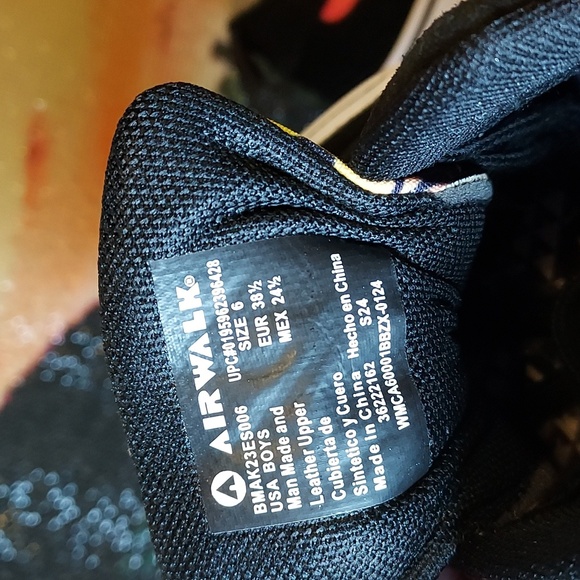 AIRWALK®
BMAK23ES006 UPC#0195962396428
USA BOYS SIZE 6
Man Made and EUR 38½
Leather Upper MEX 24½
Cubierta de
Sintetico y Cuero Hecho en China
Made In China S24
36222162
WMCA60001BBZX-0124